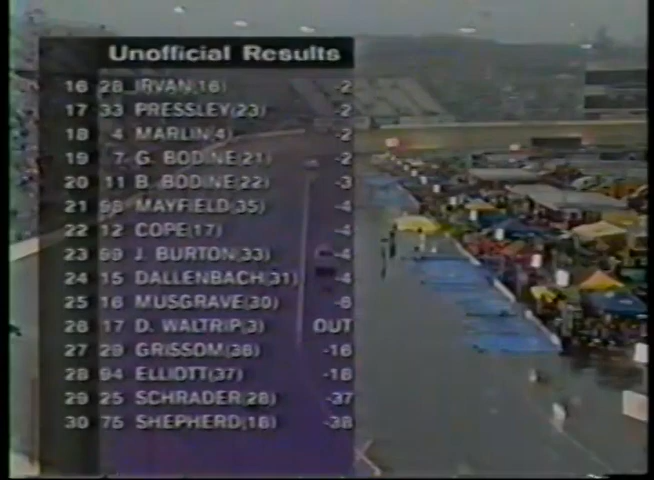 Unofficial Results
16 28 IRVAN(16) -2
17 33 PRESSLEY(23) -2
18 4 MARLIN(4) -2
19 7 G. BODINE(21) -2
20 11 B. BODINE(22) -3
21 98 MAYFIELD(35) -4
22 12 COPE(17) -4
23 99 J. BURTON(33) -4
24 15 DALLENBACH(31) -4
25 16 MUSGRAVE(30) -6
26 17 D. WALTRIP(3) OUT
27 29 GRISSOM(36) -16
28 94 ELLIOTT(37) -18
29 25 SCHRADER(28) -37
30 75 SHEPHERD(18) -38